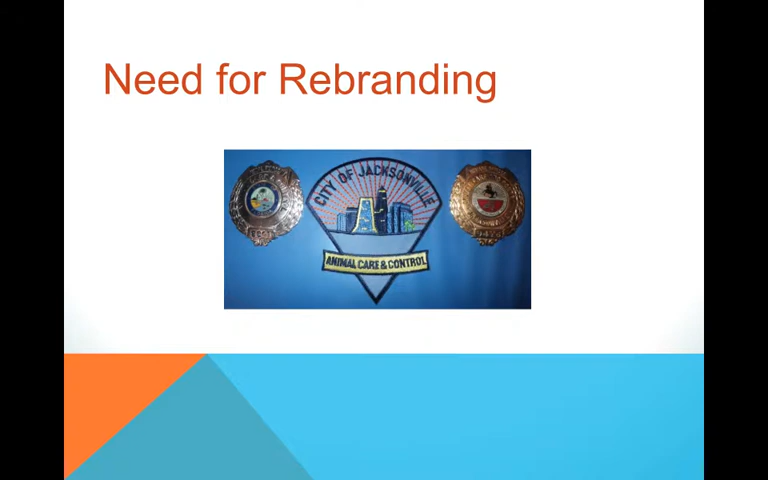 Need for Rebranding
CITY OF JACKSONVILLE
ANIMAL CARE & CONTROL